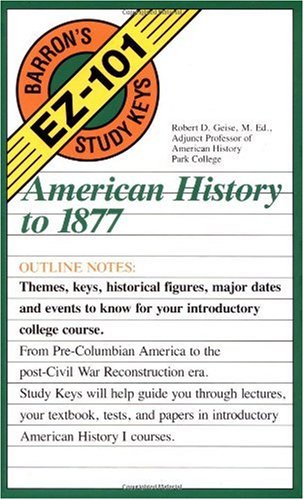 BARRON'S
EZ-101
STUDY KEYS
Robert D. Geise, M. Ed.,
Adjunct Professor of
American History
Park College
American History
to 1877
OUTLINE NOTES:
Themes, keys, historical figures, major dates
and events to know for your introductory
college course.
From Pre-Columbian America to the
post-Civil War Reconstruction era.
Study Keys will help guide you through lectures,
your textbook, tests, and papers in introductory
American History I courses.